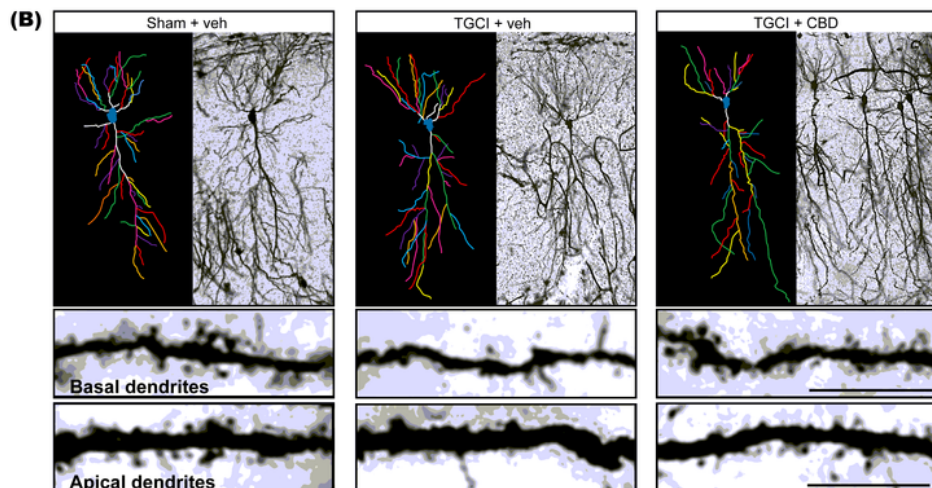 (B)
Sham + veh
TGCI + veh
TGCI + CBD
Basal dendrites
Apical dendrites